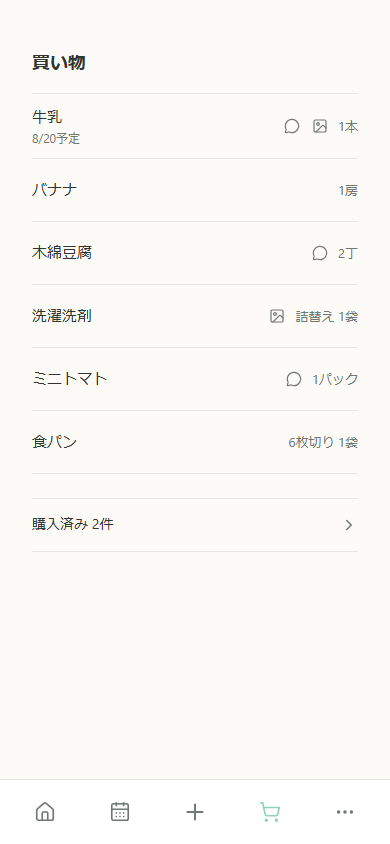 買い物
牛乳
1本
8/20予定
バナナ
1房
木綿豆腐
2丁
洗濯洗剤
詰替え 1袋
ミニトマト
1パック
食パン
6枚切り 1袋
購入済み 2件